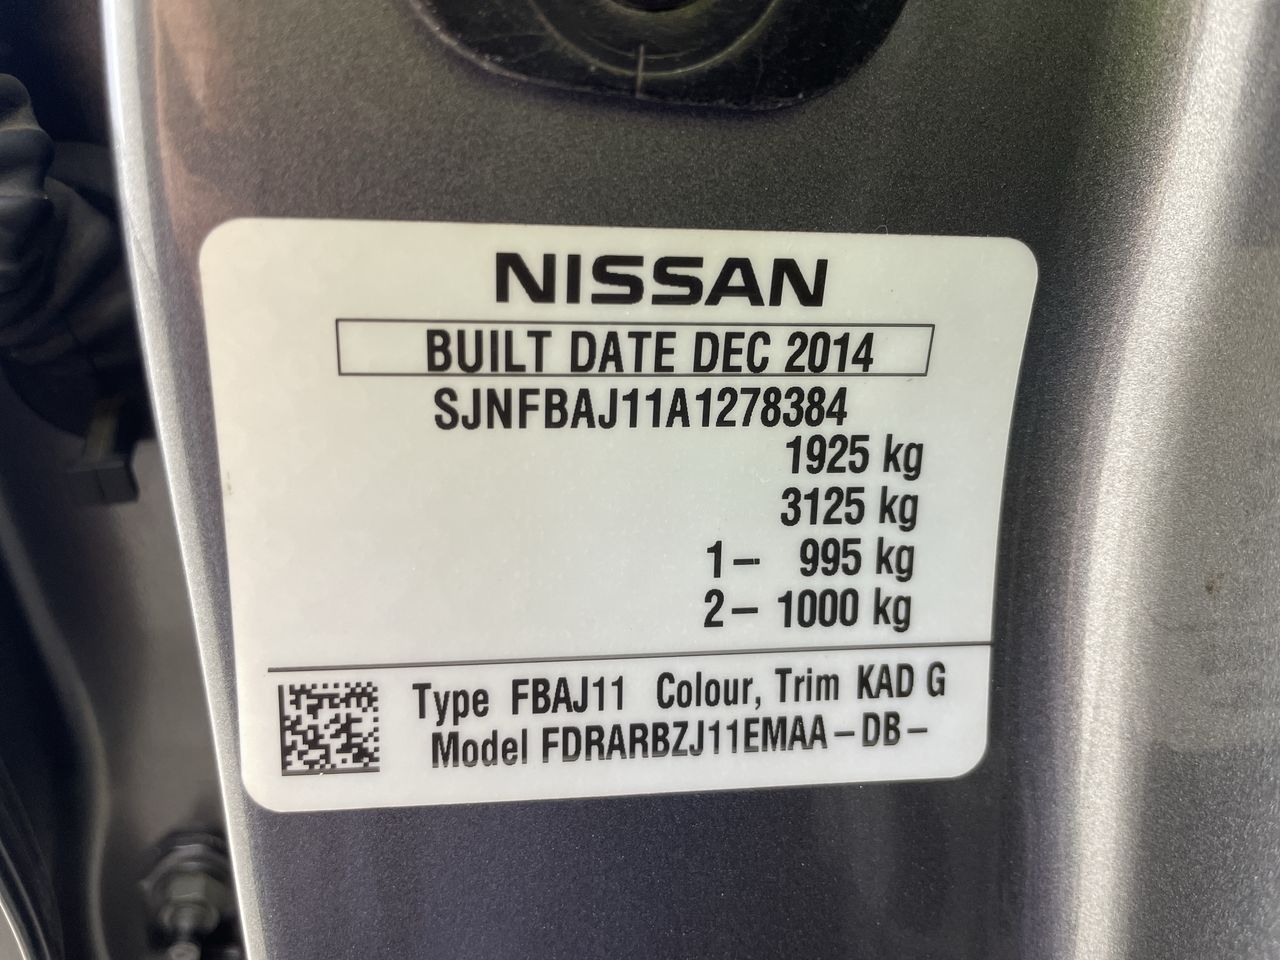 NISSAN
BUILT DATE DEC 2014
SJNFBAJ11A1278384
1925 kg
3125 kg
1– 995 kg
2– 1000 kg
Type FBAJ11 Colour, Trim KAD G
Model FDRARBZJ11EMAA–DB–